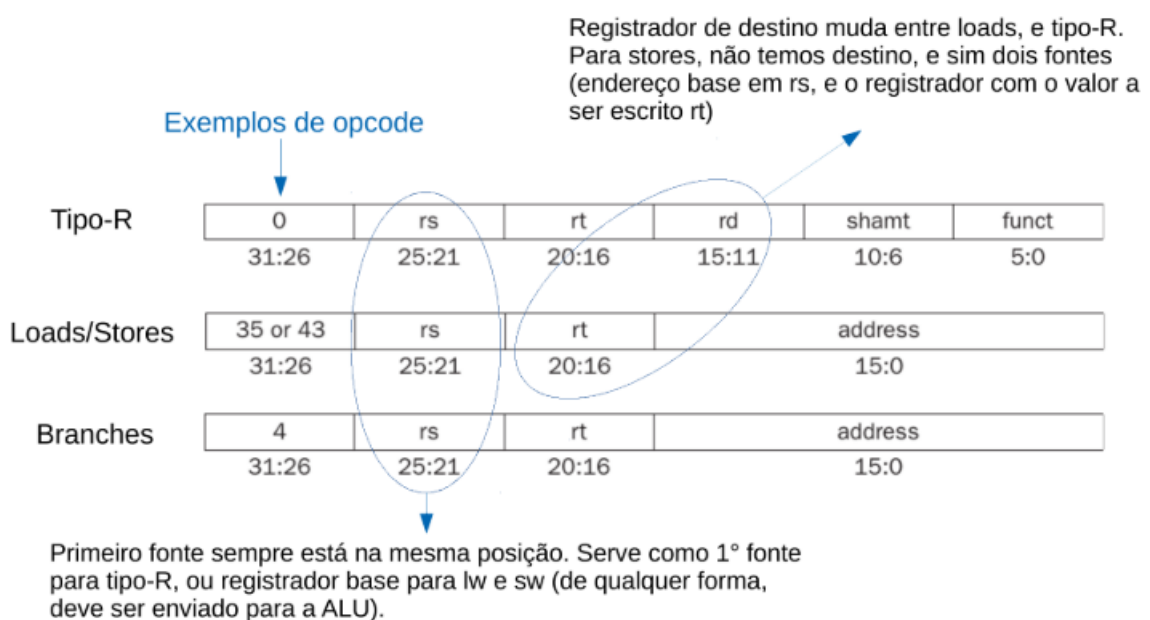 Registrador de destino muda entre loads, e tipo-R.
Para stores, não temos destino, e sim dois fontes
(endereço base em rs, e o registrador com o valor a
ser escrito rt)
Exemplos de opcode
Tipo-R 0 rs rt rd shamt funct
31:26 25:21 20:16 15:11 10:6 5:0
Loads/Stores 35 or 43 rs rt address
31:26 25:21 20:16 15:0
Branches 4 rs rt address
31:26 25:21 20:16 15:0
Primeiro fonte sempre está na mesma posição. Serve como 1° fonte
para tipo-R, ou registrador base para lw e sw (de qualquer forma,
deve ser enviado para a ALU).